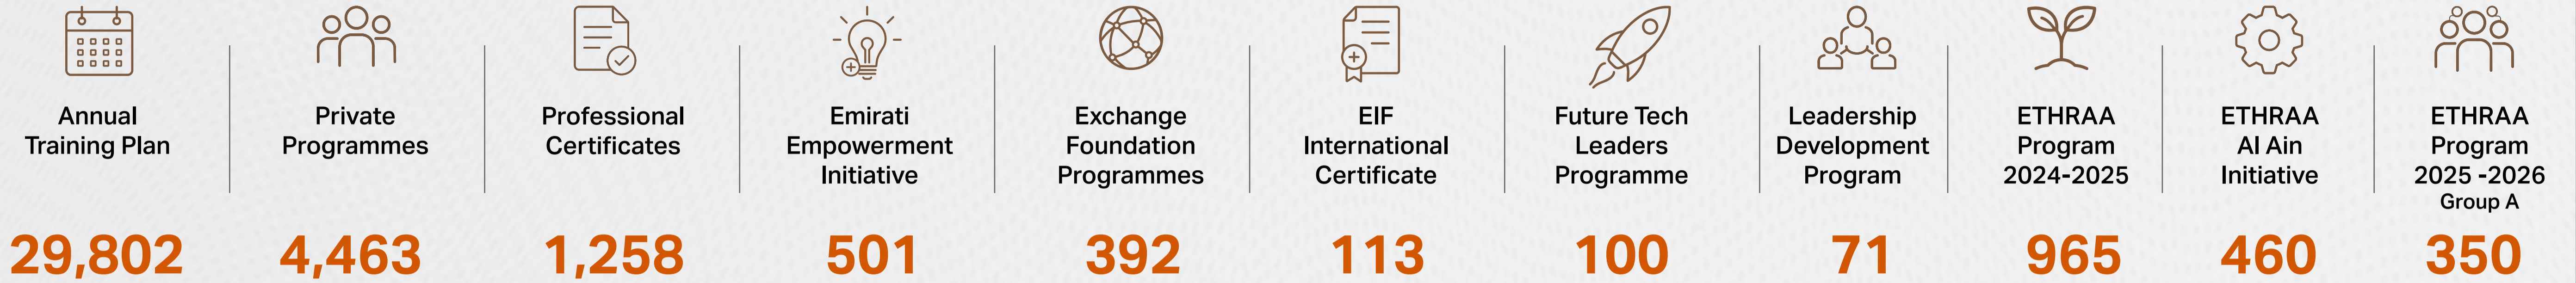 Annual
Training Plan
29,802
Private
Programmes
4,463
Professional
Certificates
1,258
Emirati
Empowerment
Initiative
501
Exchange
Foundation
Programmes
392
EIF
International
Certificate
113
Future Tech
Leaders
Programme
100
Leadership
Development
Program
71
ETHRAA
Program
2024-2025
965
ETHRAA
Al Ain
Initiative
460
ETHRAA
Program
2025 -2026
Group A
350